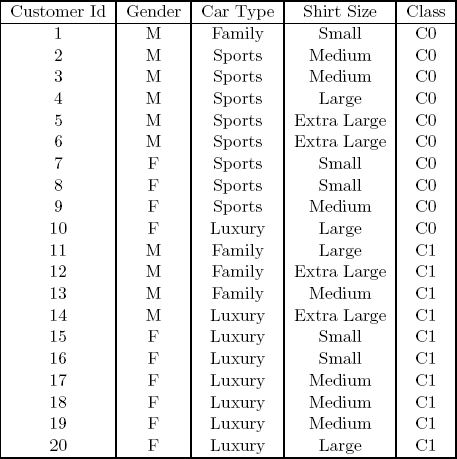 Customer Id Gender Car Type Shirt Size Class
1 M Family Small C0
2 M Sports Medium C0
3 M Sports Medium C0
4 M Sports Large C0
5 M Sports Extra Large C0
6 M Sports Extra Large C0
7 F Sports Small C0
8 F Sports Small C0
9 F Sports Medium C0
10 F Luxury Large C0
11 M Family Large C1
12 M Family Extra Large C1
13 M Family Medium C1
14 M Luxury Extra Large C1
15 F Luxury Small C1
16 F Luxury Small C1
17 F Luxury Medium C1
18 F Luxury Medium C1
19 F Luxury Medium C1
20 F Luxury Large C1